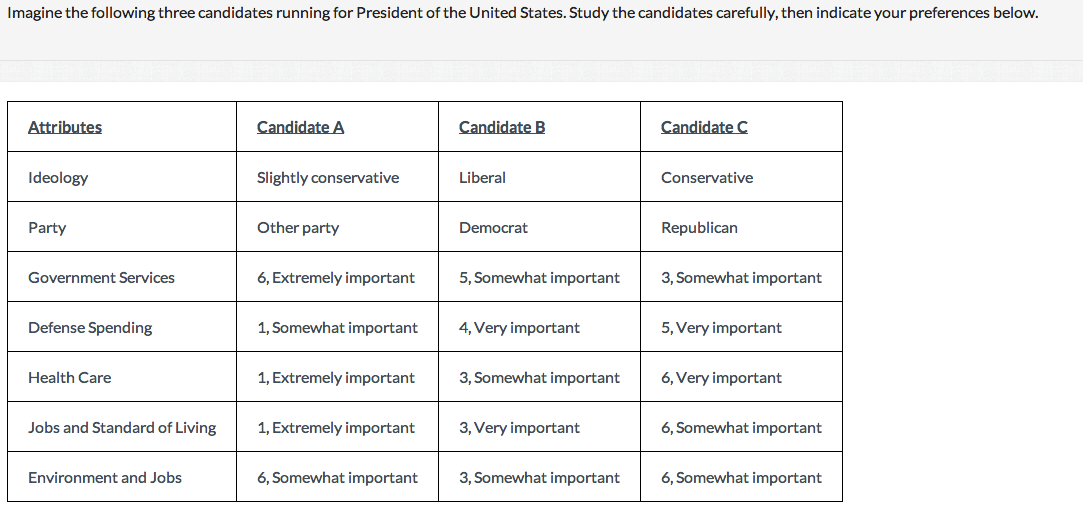 Imagine the following three candidates running for President of the United States. Study the candidates carefully, then indicate your preferences below.
Attributes Candidate A Candidate B Candidate C
Ideology Slightly conservative Liberal Conservative
Party Other party Democrat Republican
Government Services 6, Extremely important 5, Somewhat important 3, Somewhat important
Defense Spending 1, Somewhat important 4, Very important 5, Very important
Health Care 1, Extremely important 3, Somewhat important 6, Very important
Jobs and Standard of Living 1, Extremely important 3, Very important 6, Somewhat important
Environment and Jobs 6, Somewhat important 3, Somewhat important 6, Somewhat important